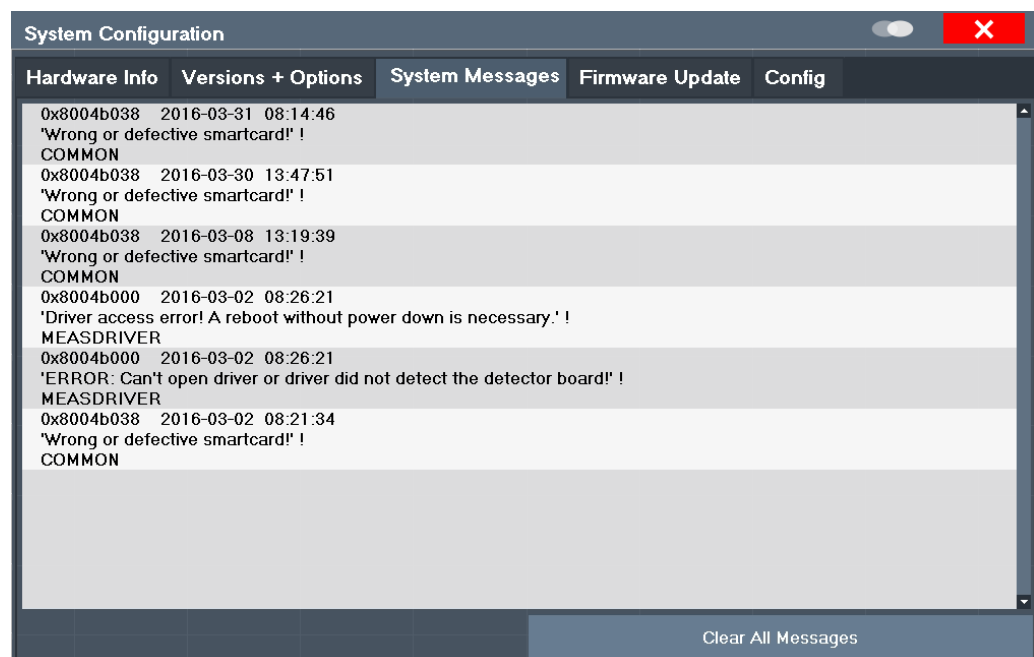 System Configuration
Hardware Info Versions + Options System Messages Firmware Update Config
0x8004b038 2016-03-31 08:14:46
'Wrong or defective smartcard!' !
COMMON
0x8004b038 2016-03-30 13:47:51
'Wrong or defective smartcard!' !
COMMON
0x8004b038 2016-03-08 13:19:39
'Wrong or defective smartcard!' !
COMMON
0x8004b000 2016-03-02 08:26:21
'Driver access error! A reboot without power down is necessary.' !
MEASDRIVER
0x8004b000 2016-03-02 08:26:21
'ERROR: Can't open driver or driver did not detect the detector board!' !
MEASDRIVER
0x8004b038 2016-03-02 08:21:34
'Wrong or defective smartcard!' !
COMMON
Clear All Messages